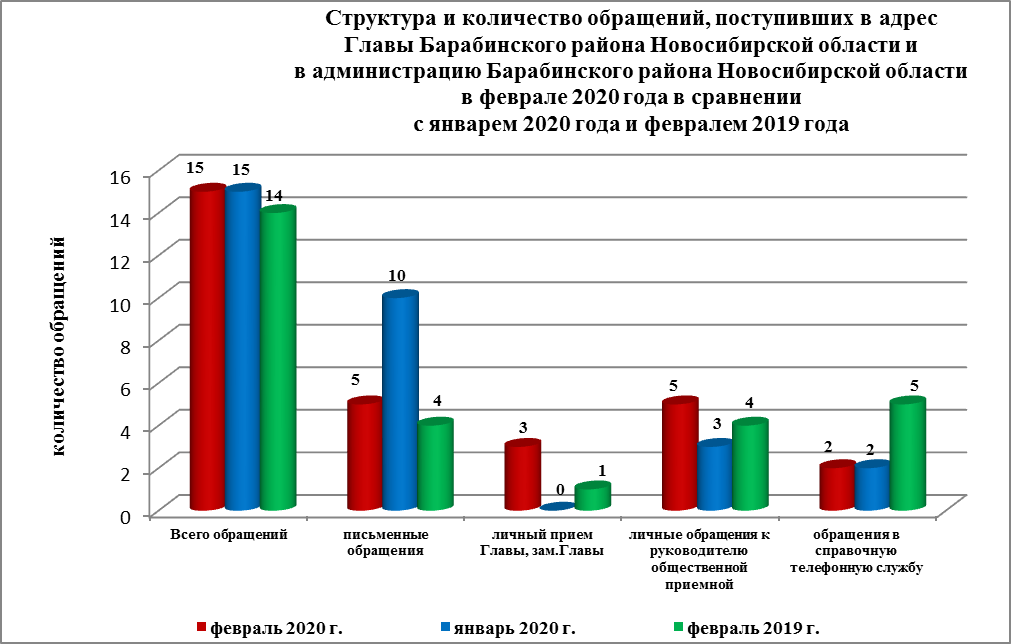 Структура и количество обращений, поступивших в адрес
Главы Барабинского района Новосибирской области и
в администрацию Барабинского района Новосибирской области
в феврале 2020 года в сравнении
с январем 2020 года и февралем 2019 года
количество обращений
16
14
12
10
8
6
4
2
0
15
15
14
5
10
4
3
0
1
5
3
4
2
2
5
Всего обращений
письменные
обращения
личный прием
Главы, зам.Главы
личные обращения к
руководителю
общественной
приемной
обращения в
справочную
телефонную службу
февраль 2020 г.
январь 2020 г.
февраль 2019 г.